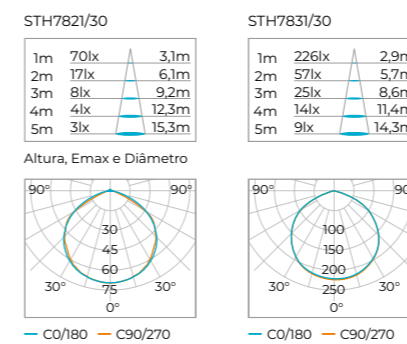 STH7821/30
1m 70lx 3,1m
2m 17lx 6,1m
3m 8lx 9,2m
4m 4lx 12,3m
5m 3lx 15,3m
Altura, Emax e Diâmetro
90° 90°
30
45
60
30° 75 30°
0°
C0/180 C90/270
STH7831/30
1m 226lx 2,9m
2m 57lx 5,7m
3m 25lx 8,6m
4m 14lx 11,4m
5m 9lx 14,3m
90° 90
100
150
200
30° 250 30°
0°
C0/180 C90/270